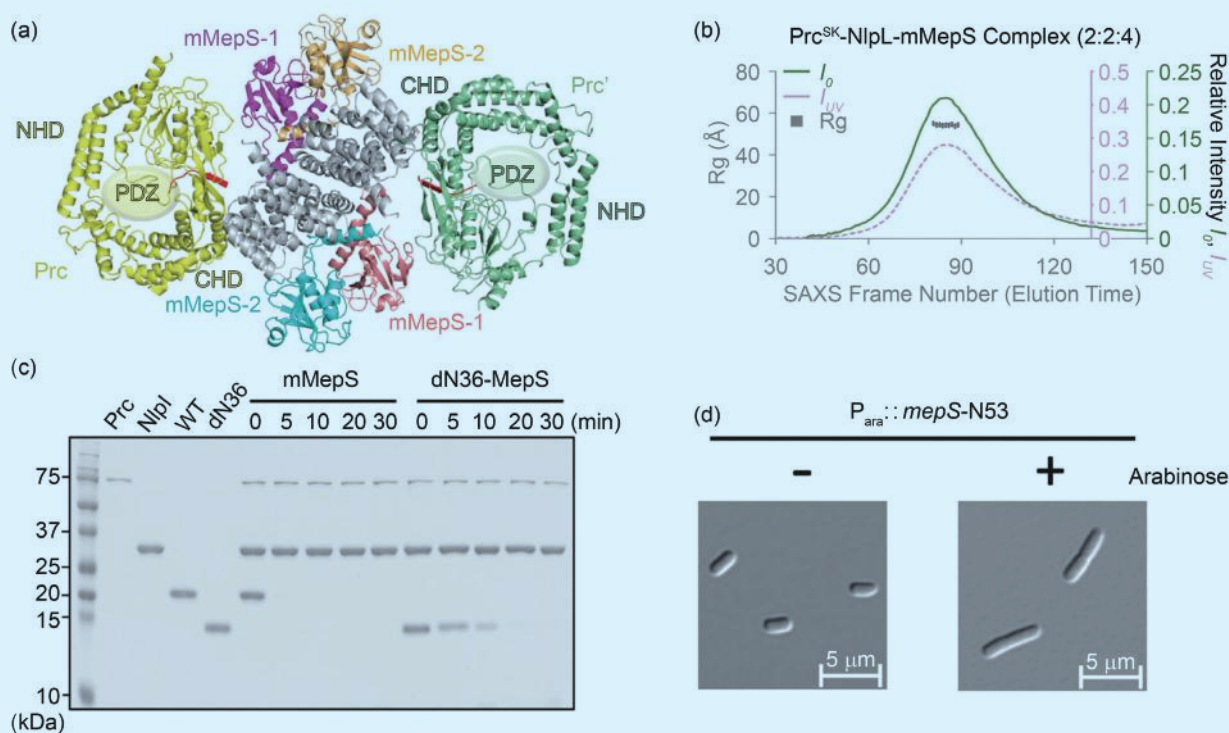 (a)
mMepS-1
mMepS-2
CHD
Prc'
NHD
PDZ
PDZ
NHD
Prc
CHD
mMepS-2
mMepS-1
(b)
Prc^SK-NlpL-mMepS Complex (2:2:4)
80
60
40
20
0
Rg (Å)
I_o
I_UV
Rg
0.5
0.4
0.3
0.2
0.1
0
0.25
0.2
0.15
0.1
0.05
0
Relative Intensity I_o, I_UV
30 60 90 120 150
SAXS Frame Number (Elution Time)
(c)
mMepS dN36-MepS
Prc NlpI WT dN36 0 5 10 20 30 (min) 0 5 10 20 30
75
37
25
20
15
10
(kDa)
(d)
P_ara::mepS-N53
- + Arabinose
5 μm 5 μm